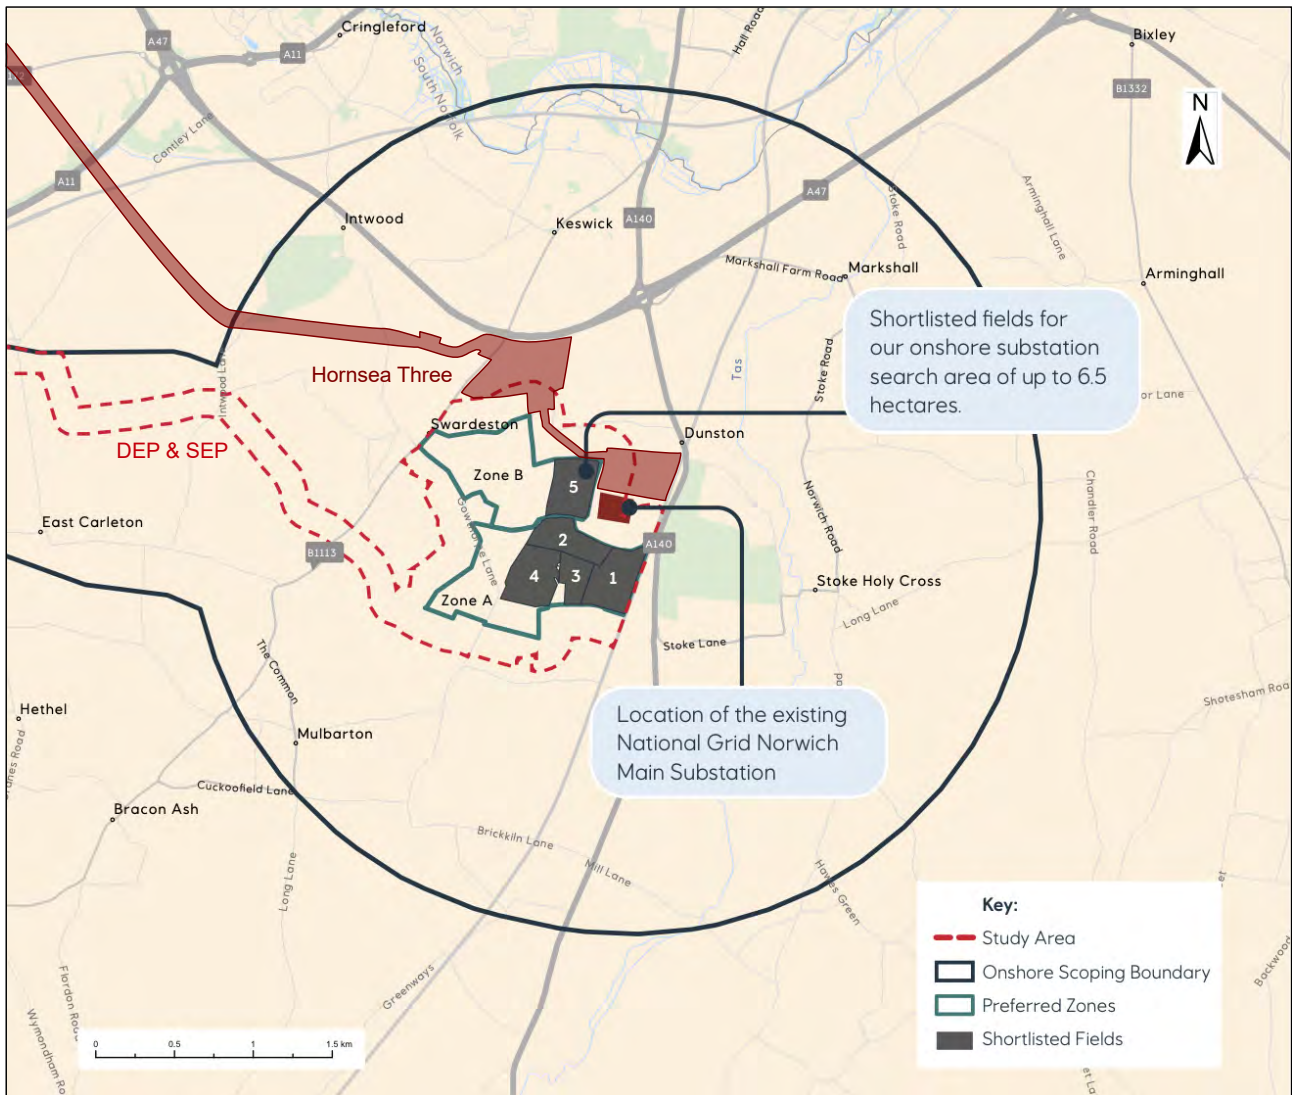 Cringleford
A47
A11
Hall Road
Bixley
B1332
N
Norwich
South Norfolk
Cantley Lane
A11
A47
Intwood
Keswick
A140
Stoke Road
Arminghall Lane
Markshall Farm Road
Markshall
Arminghall
Shortlisted fields for
our onshore substation
search area of up to 6.5
hectares.
Tas
Stoke Road
Hornsea Three
Swardeston
Dunston
DEP & SEP
Zone B
5
Gowthorpe Lane
Norwich Road
Chandler Road
East Carleton
B1113
A140
2
4
3
1
Zone A
Stoke Holy Cross
Long Lane
Stoke Lane
The Common
Hethel
Mulbarton
Location of the existing
National Grid Norwich
Main Substation
Cuckoofield Lane
Bracon Ash
Brickkiln Lane
Mill Lane
Long Lane
Hawes Green
Greenways
Key:
Study Area
Onshore Scoping Boundary
Preferred Zones
Shortlisted Fields
0 0.5 1 1.5 km